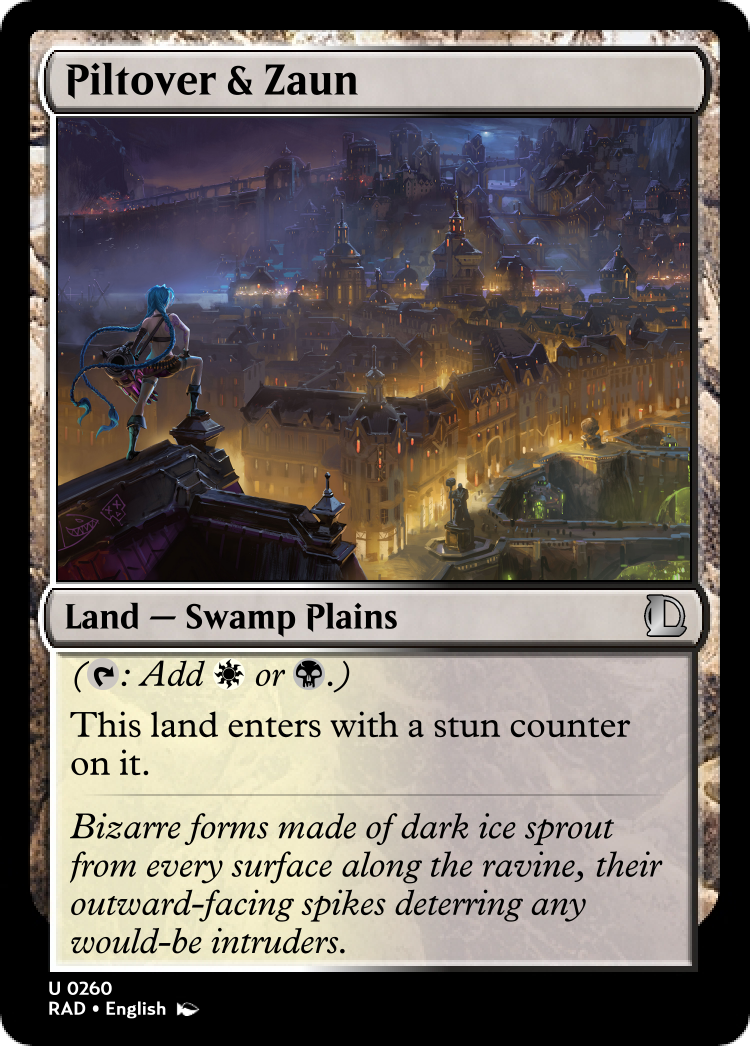 Piltover & Zaun
Land — Swamp Plains
(: Add or .)
This land enters with a stun counter
on it.
Bizarre forms made of dark ice sprout
from every surface along the ravine, their
outward-facing spikes deterring any
would-be intruders.
U 0260
RAD • English